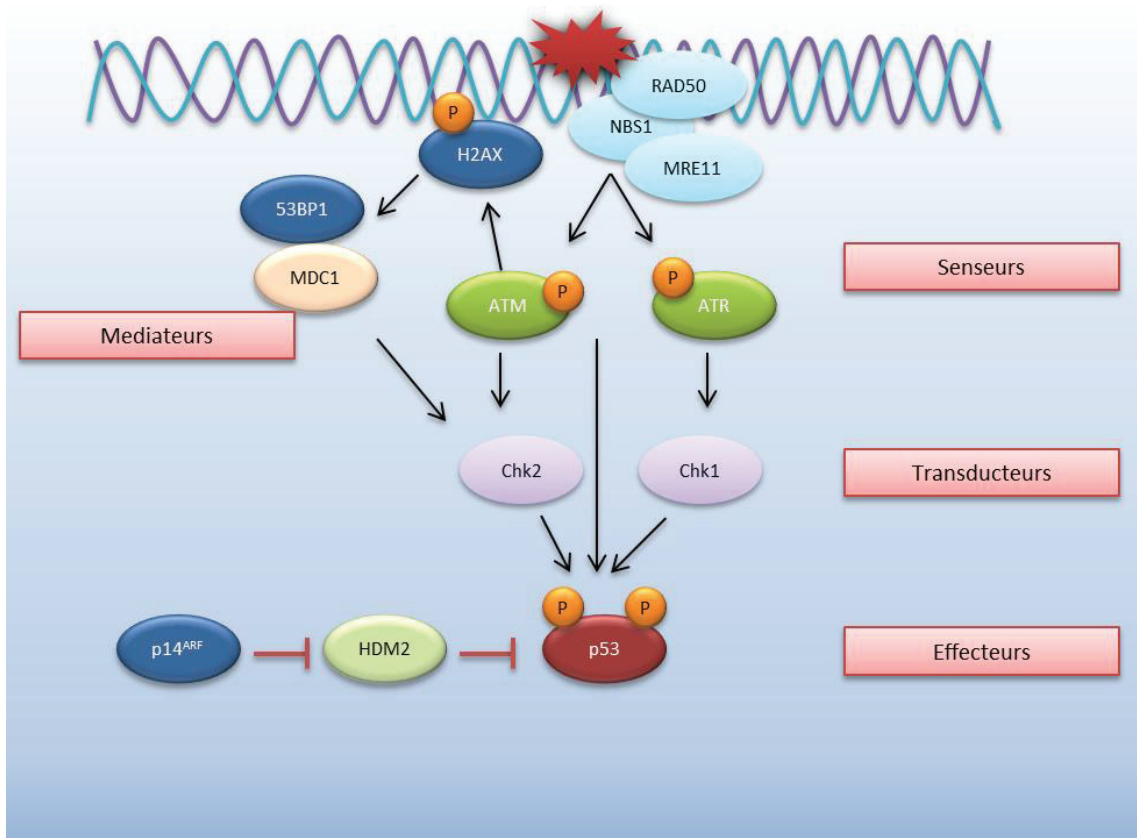 RAD50
P
NBS1
H2AX
MRE11
53BP1
MDC1
P
ATM
P
ATR
Senseurs
Mediateurs
Chk2
Chk1
Transducteurs
P
P
p14ᴬᴿᶠ
HDM2
p53
Effecteurs